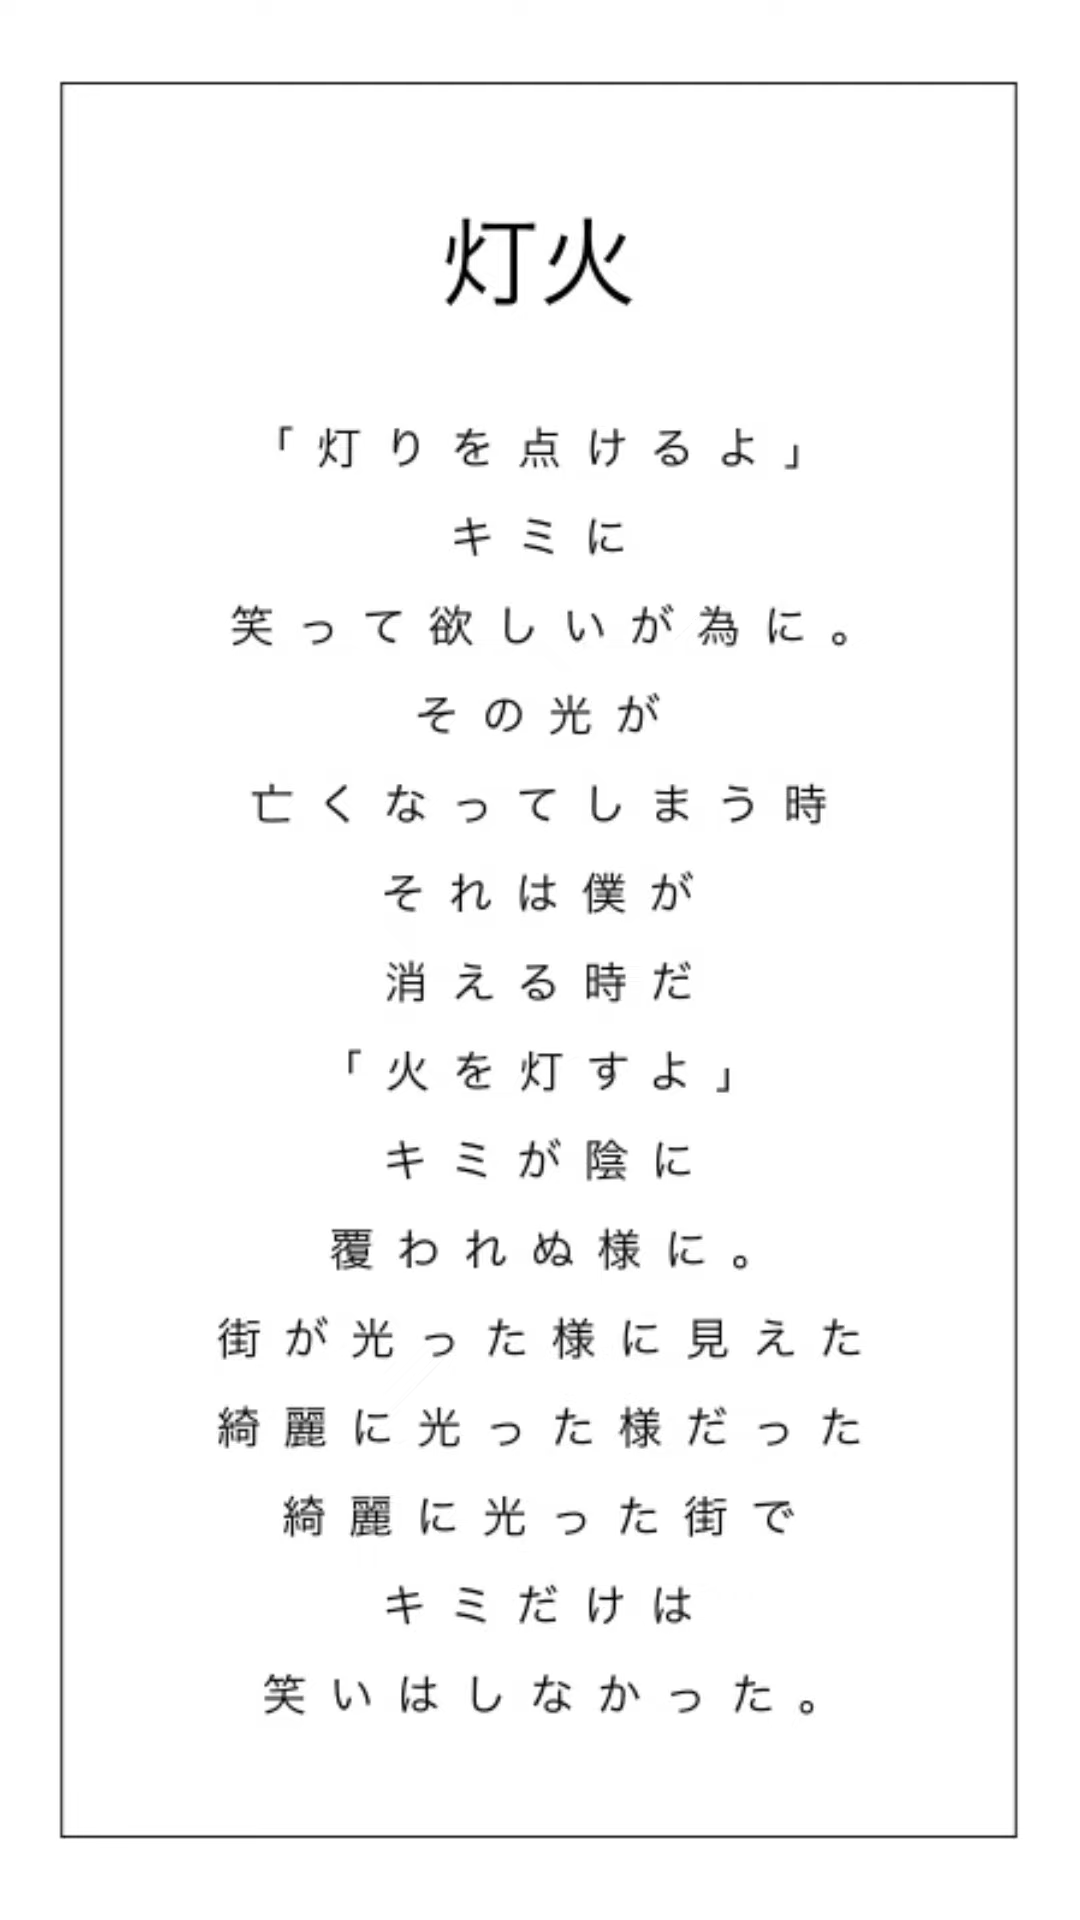 灯火
「灯りを点けるよ」
キミに
笑って欲しいが為に。
その光が
亡くなってしまう時
それは僕が
消える時だ
「火を灯すよ」
キミが陰に
覆われぬ様に。
街が光った様に見えた
綺麗に光った様だった
綺麗に光った街で
キミだけは
笑いはしなかった。